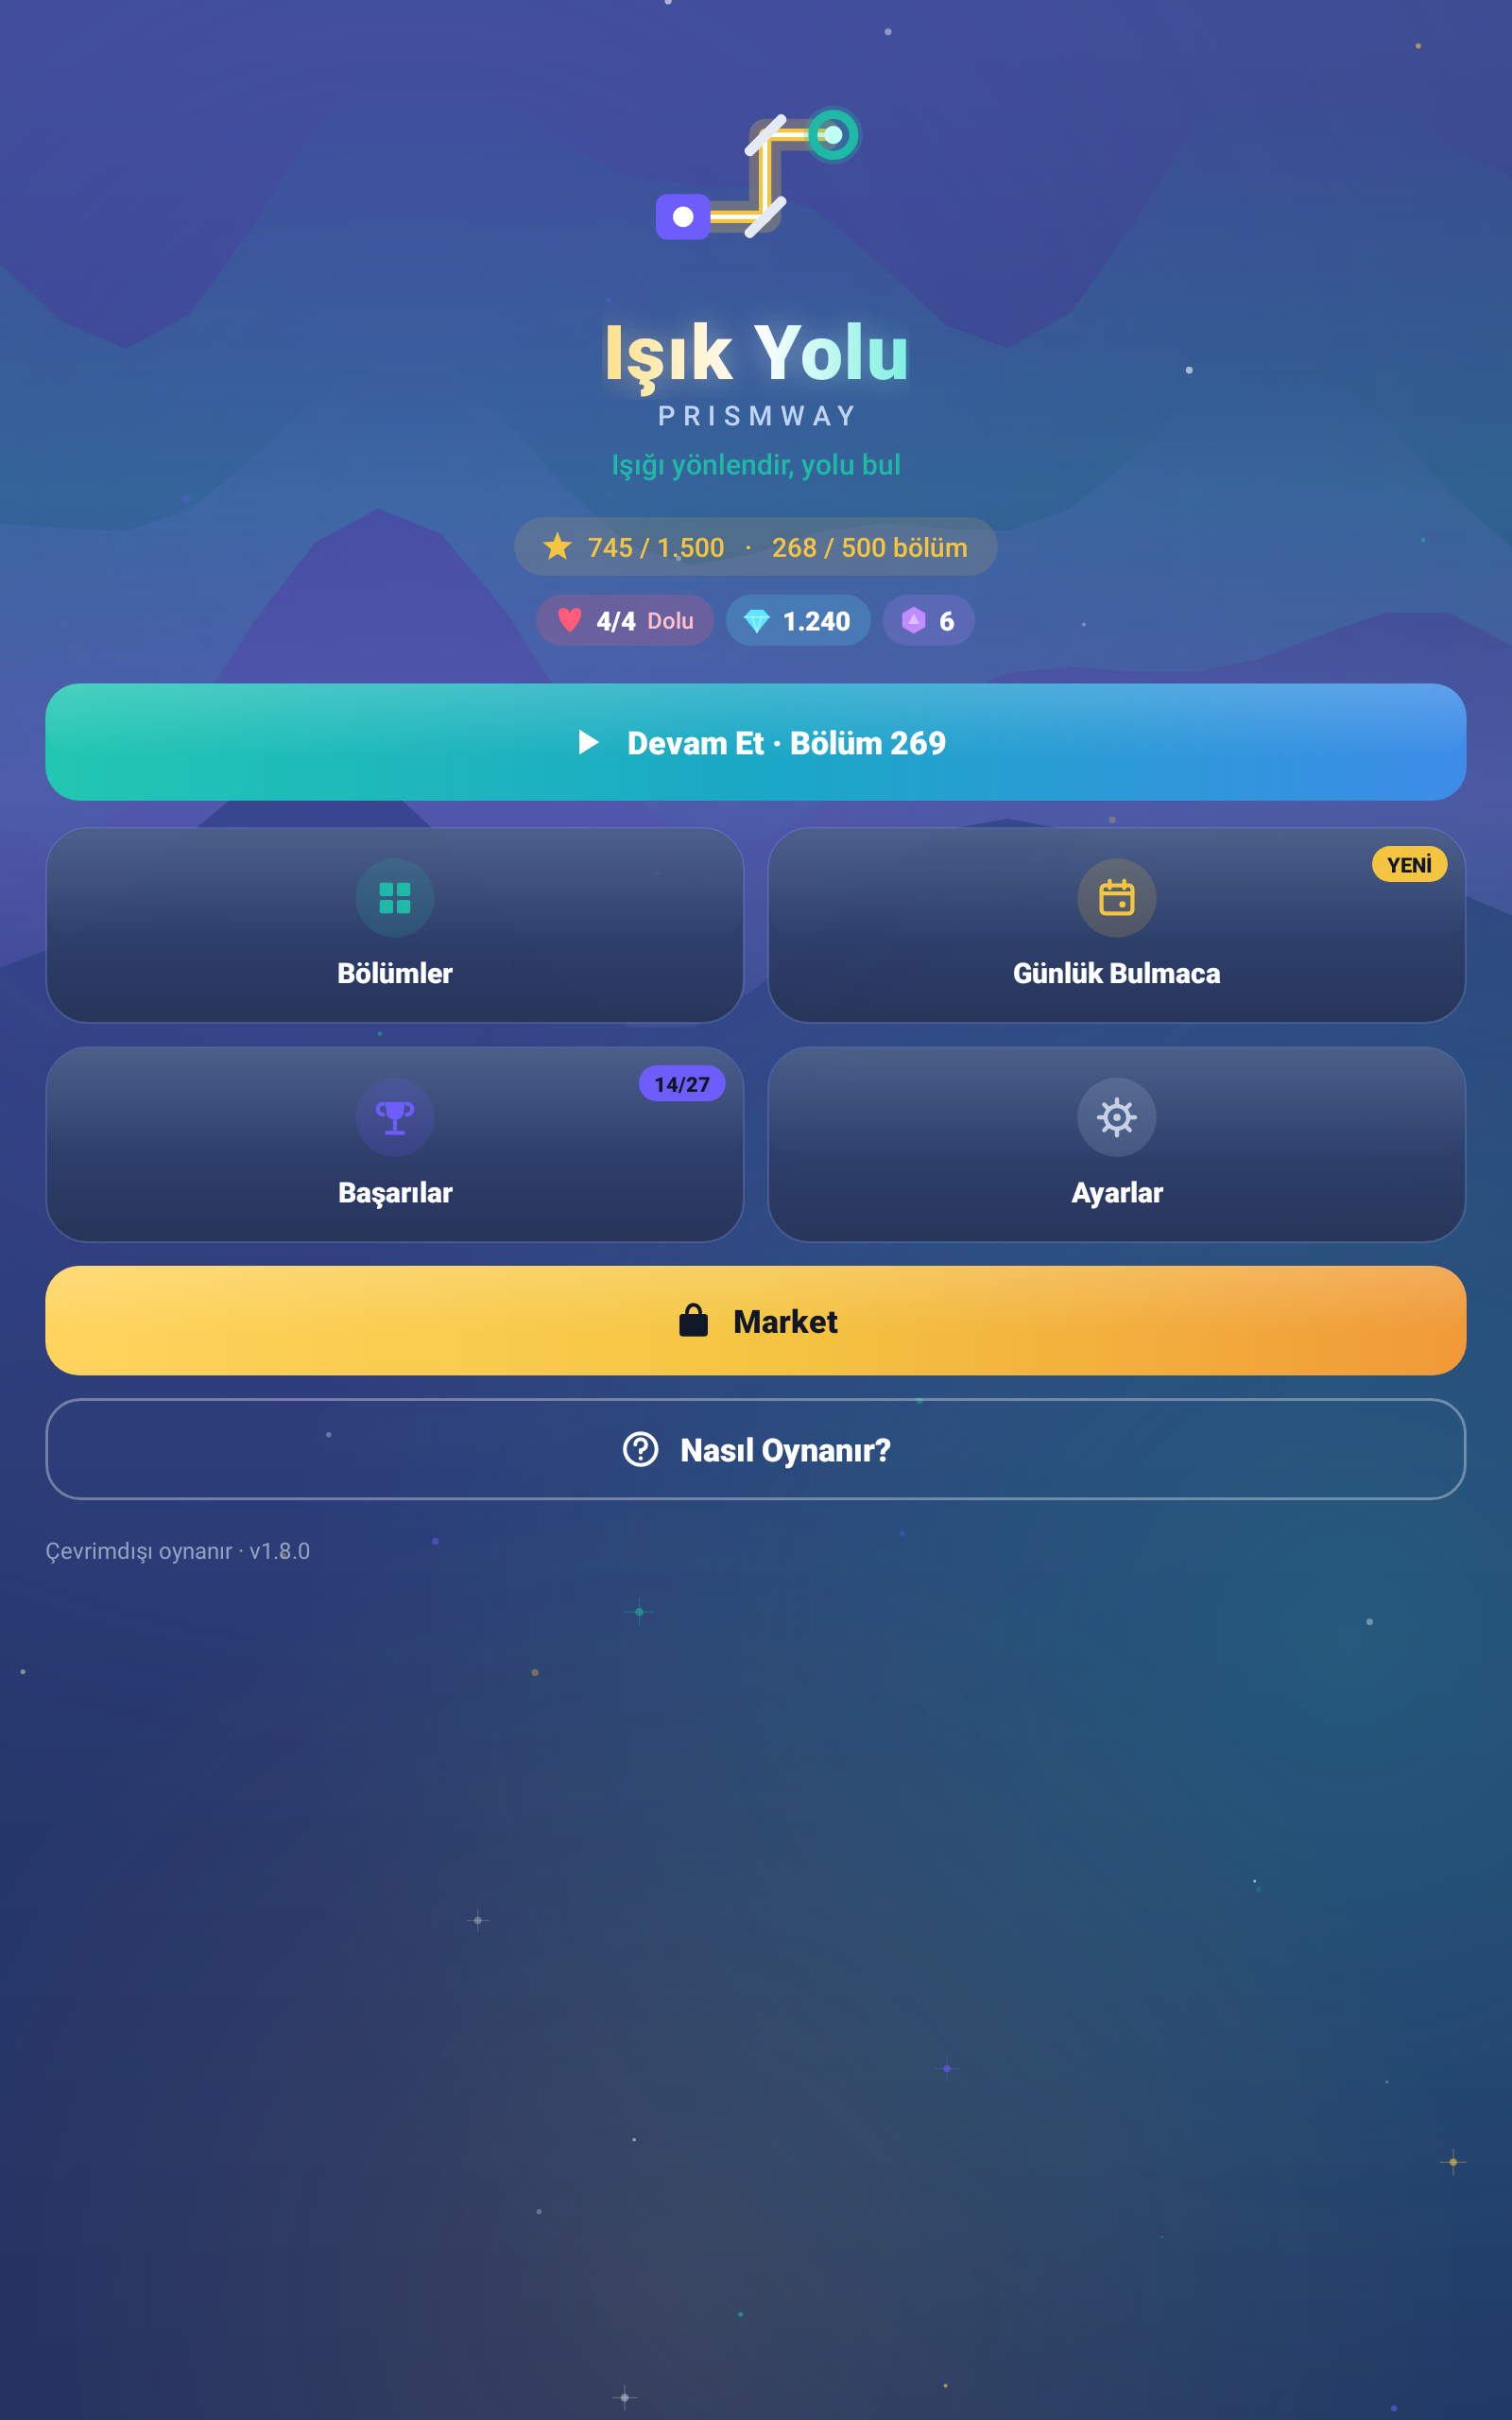 Işık Yolu
PRISMWAY
Işığı yönlendir, yolu bul
745 / 1.500 · 268 / 500 bölüm
4/4 Dolu 1.240 6
Devam Et · Bölüm 269
Bölümler
YENİ
Günlük Bulmaca
14/27
Başarılar
Ayarlar
Market
Nasıl Oynanır?
Çevrimdışı oynanır · v1.8.0